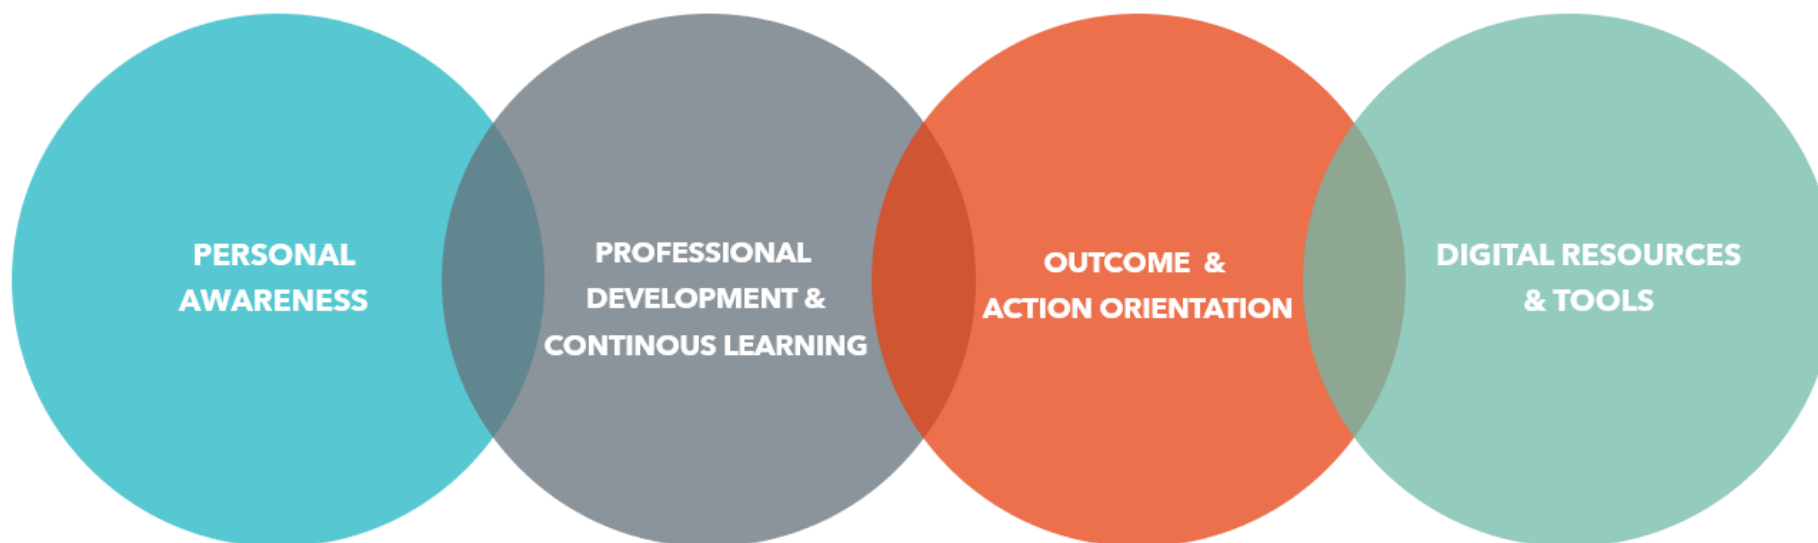 PERSONAL
AWARENESS
PROFESSIONAL
DEVELOPMENT &
CONTINOUS LEARNING
OUTCOME &
ACTION ORIENTATION
DIGITAL RESOURCES
& TOOLS